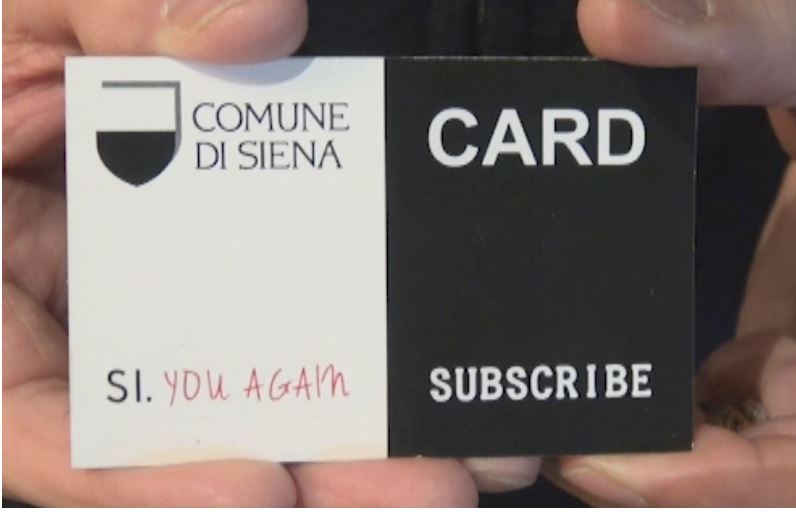 COMUNE
DI SIENA
SI. YOU AGAIN
CARD
SUBSCRIBE